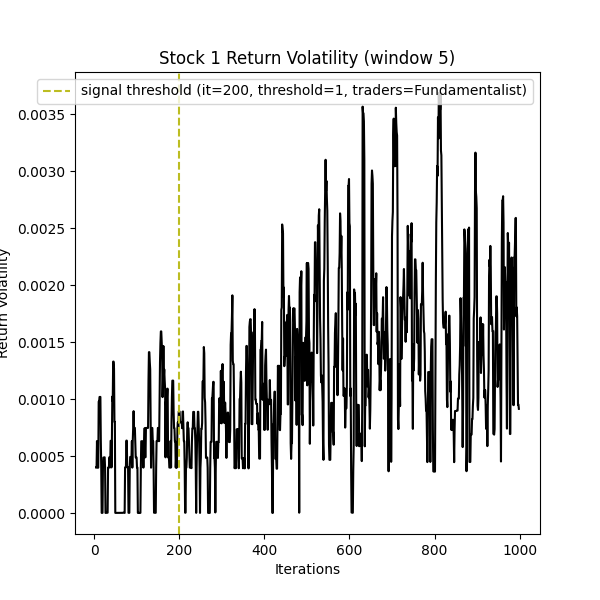 Stock 1 Return Volatility (window 5)
signal threshold (it=200, threshold=1, traders=Fundamentalist)
0.0035
0.0030
0.0025
0.0020
0.0015
0.0010
0.0005
0.0000
Return Volatility
0 200 400 600 800 1000
Iterations